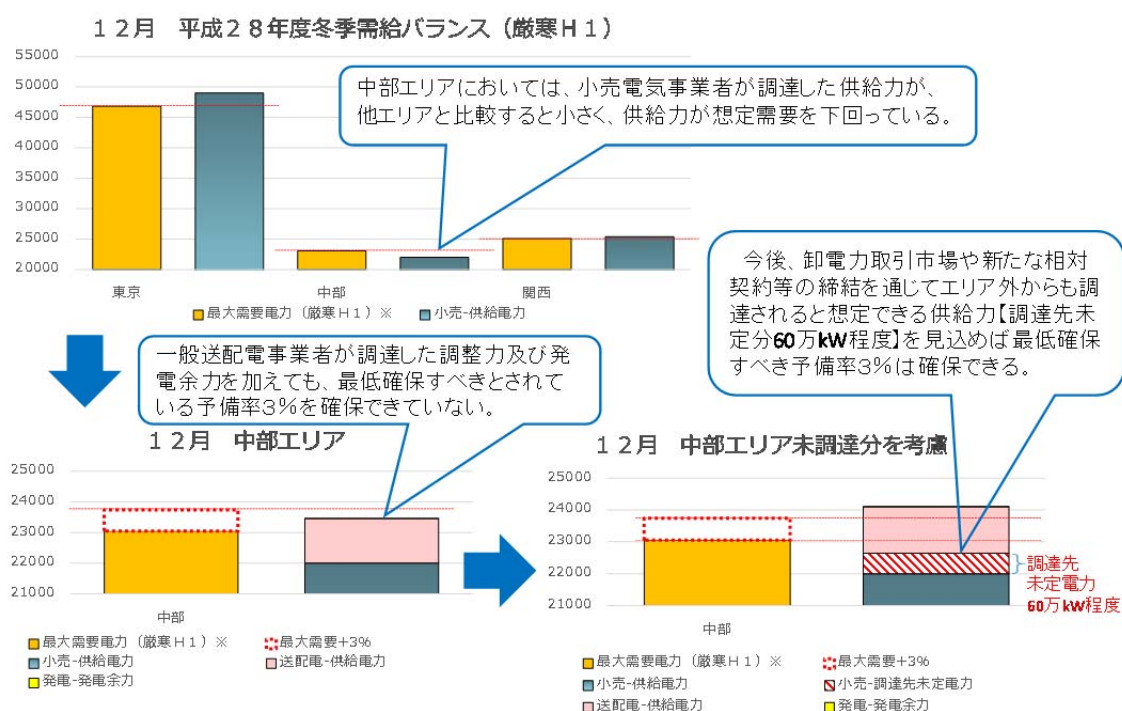 12月 平成28年度冬季需給バランス(厳寒H1)
55000
50000
45000
40000
35000
30000
25000
20000
東京
中部
関西
■最大需要電力(厳寒H1)※ ■小売-供給電力
中部エリアにおいては、小売電気事業者が調達した供給力が、
他エリアと比較すると小さく、供給力が想定需要を下回っている。
今後、卸電力取引市場や新たな相対
契約等の締結を通じてエリア外からも調
達されると想定できる供給力【調達先未
定分60万kW程度】を見込めば最低確保
すべき予備率3%は確保できる。
一般送配電事業者が調達した調整力及び発
電余力を加えても、最低確保すべきとされて
いる予備率3%を確保できていない。
12月 中部エリア
25000
24000
23000
22000
21000
中部
最大需要電力(厳寒H1)※
最大需要+3%
小売-供給電力
送配電-供給電力
発電-発電余力
12月 中部エリア未調達分を考慮
25000
24000
23000
22000
21000
中部
調達先
未定電力
60万kW程度
最大需要電力(厳寒H1)※
最大需要+3%
小売-供給電力
小売-調達先未定電力
送配電-供給電力
発電-発電余力